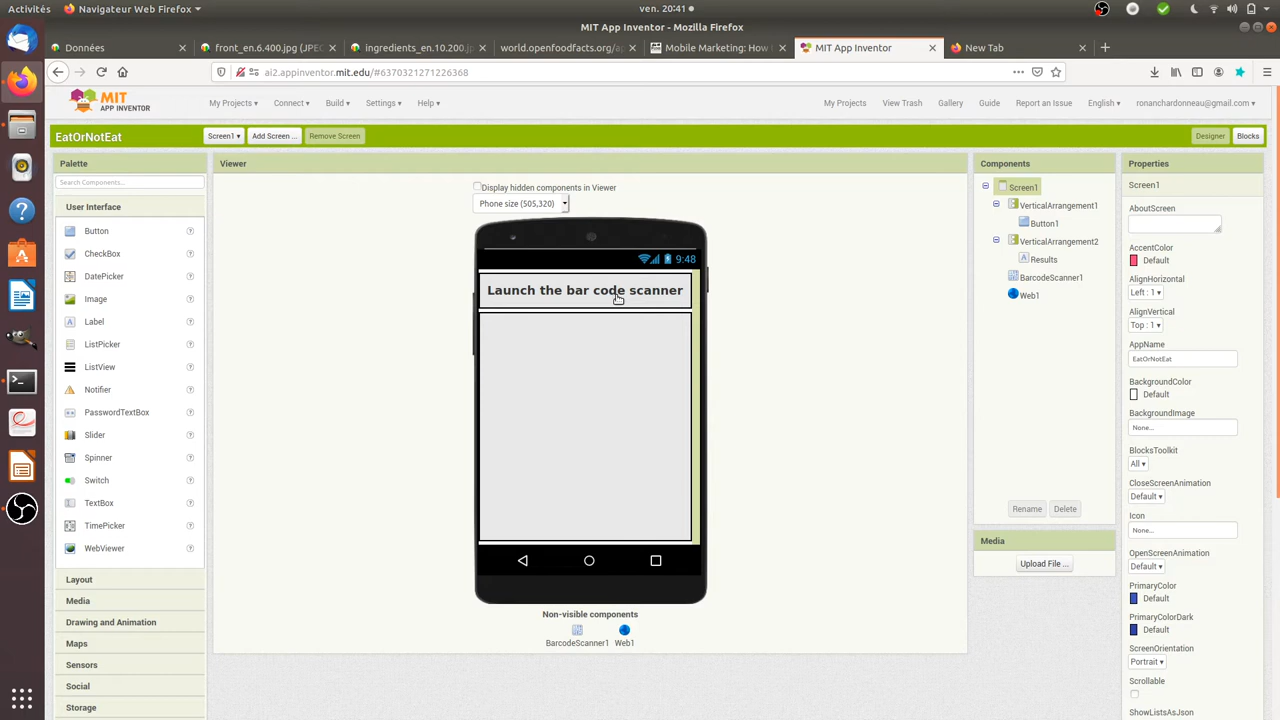 Activités
Navigateur Web Firefox ▾
ven. 20:41
MIT App Inventor - Mozilla Firefox
Données
front_en.6.400.jpg (JPEC
ingredients_en.10.200.jp
world.openfoodfacts.org/ap
Mobile Marketing: How I
MIT App Inventor
New Tab
ai2.appinventor.mit.edu/#6370321271226368
MIT
APP INVENTOR
My Projects ▾
Connect ▾
Build ▾
Settings ▾
Help ▾
My Projects
View Trash
Gallery
Guide
Report an Issue
English ▾
ronanchardonneau@gmail.com ▾
EatOrNotEat
Screen1 ▾
Add Screen ...
Remove Screen
Designer
Blocks
Palette
Search Components...
User Interface
Button
CheckBox
DatePicker
Image
Label
ListPicker
ListView
Notifier
PasswordTextBox
Slider
Spinner
Switch
TextBox
TimePicker
WebViewer
Layout
Media
Drawing and Animation
Maps
Sensors
Social
Storage
Viewer
Display hidden components in Viewer
Phone size (505,320)
9:48
Launch the bar code scanner
Non-visible components
BarcodeScanner1
Web1
Components
Screen1
VerticalArrangement1
Button1
VerticalArrangement2
Results
BarcodeScanner1
Web1
Rename
Delete
Media
Upload File ...
Properties
Screen1
AboutScreen
AccentColor
Default
AlignHorizontal
Left : 1 ▾
AlignVertical
Top : 1 ▾
AppName
EatOrNotEat
BackgroundColor
Default
BackgroundImage
None...
BlocksToolkit
All ▾
CloseScreenAnimation
Default ▾
Icon
None...
OpenScreenAnimation
Default ▾
PrimaryColor
Default
PrimaryColorDark
Default
ScreenOrientation
Portrait ▾
Scrollable
ShowListsAsJson